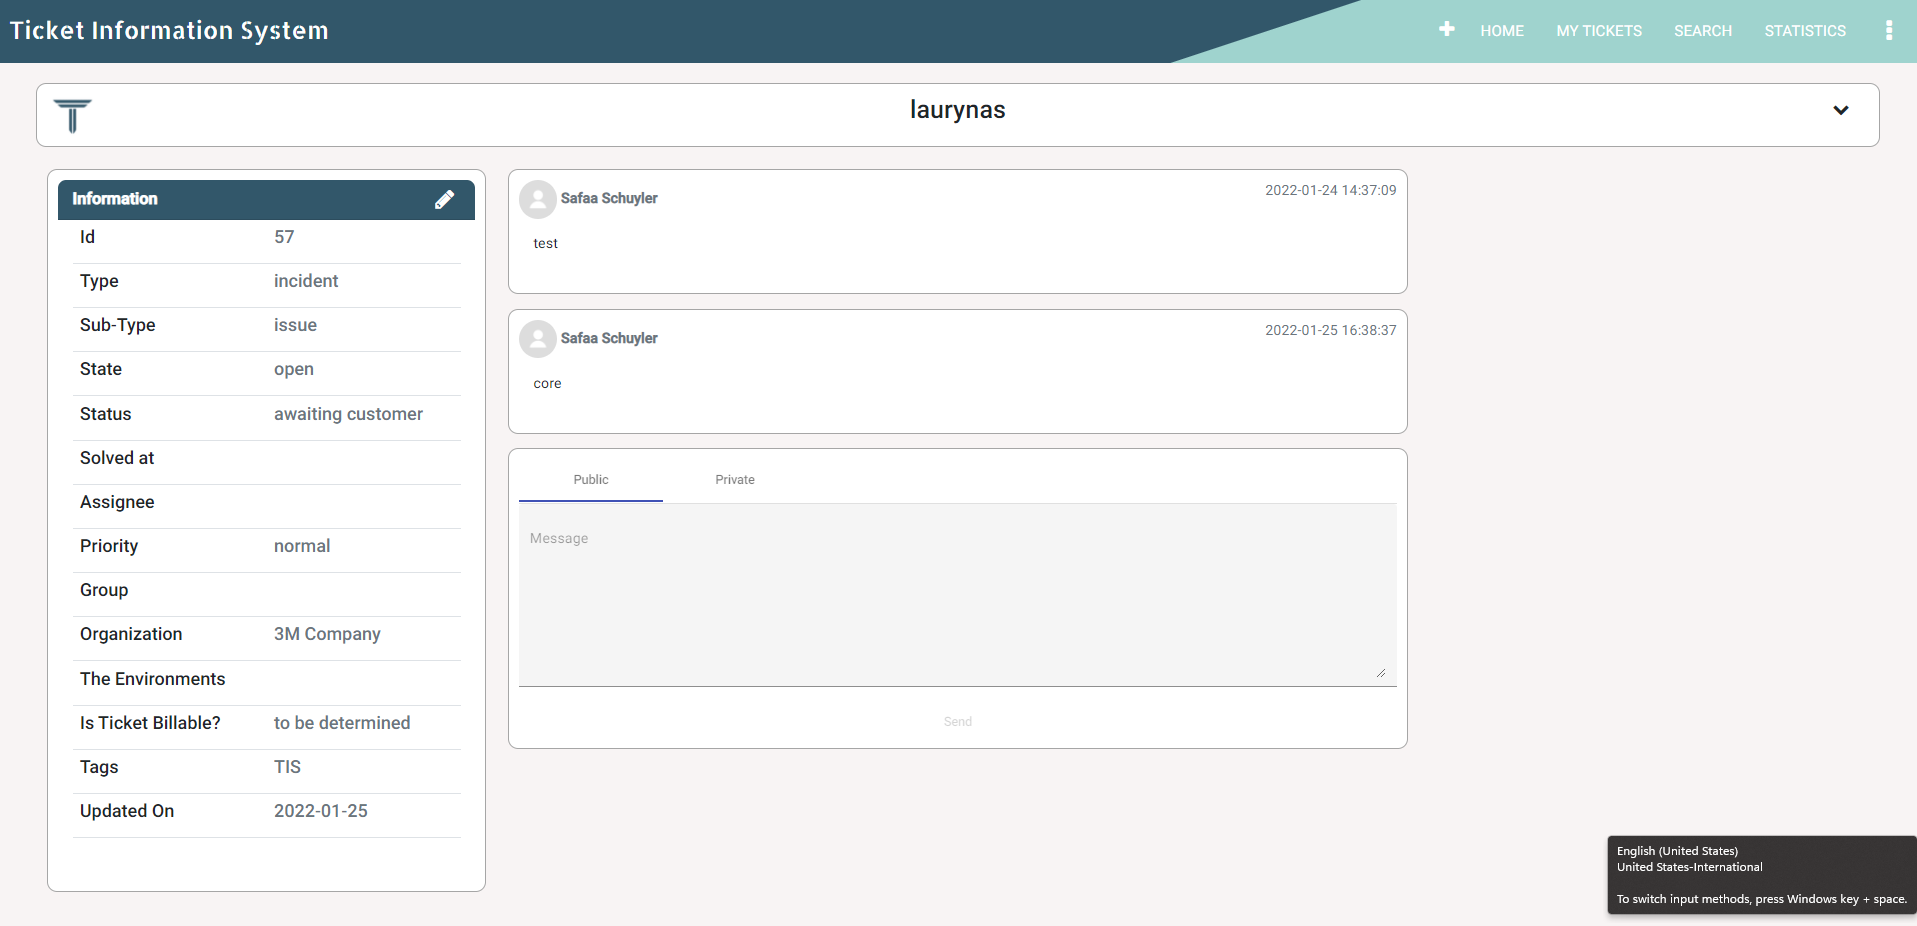 Ticket Information System
HOME MY TICKETS SEARCH STATISTICS
laurynas
Information
Id 57
Type incident
Sub-Type issue
State open
Status awaiting customer
Solved at
Assignee
Priority normal
Group
Organization 3M Company
The Environments
Is Ticket Billable? to be determined
Tags TIS
Updated On 2022-01-25
Safaa Schuyler 2022-01-24 14:37:09
test
Safaa Schuyler 2022-01-25 16:38:37
core
Public Private
Message
Send
English (United States)
United States-International
To switch input methods, press Windows key + space.